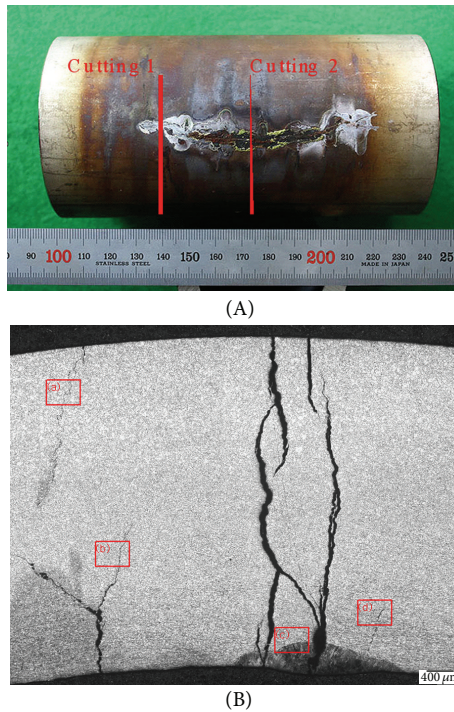 Cutting 1
Cutting 2
90 100 110 120 130 140 150 160 170 180 190 200 210 220 230 240 25
STAINLESS STEEL MADE IN JAPAN
(A)
(a)
(b)
(c)
(d)
400 μm
(B)